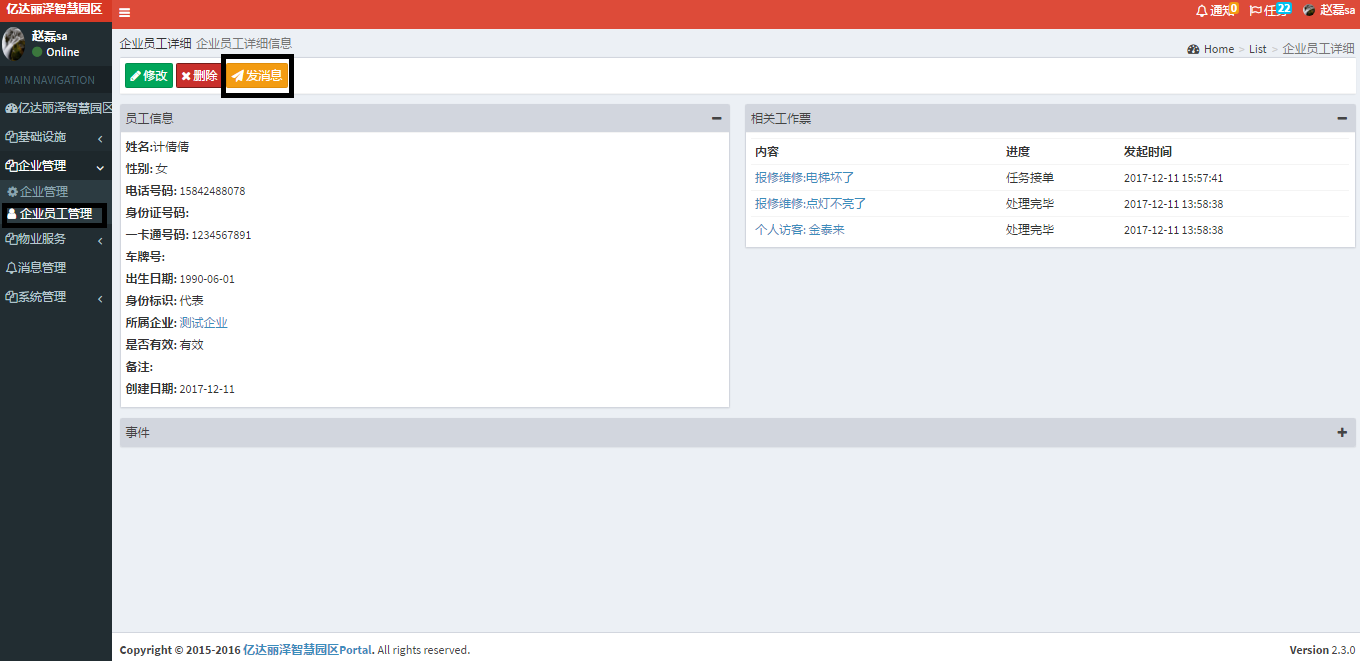 亿达丽泽智慧园区
通知 0 任务 22 赵磊sa
赵磊sa
Online
MAIN NAVIGATION
亿达丽泽智慧园区
基础设施
企业管理
企业管理
企业员工管理
物业服务
消息管理
系统管理
企业员工详细 企业员工详细信息
Home > List > 企业员工详细
修改 删除 发消息
员工信息
姓名:计倩倩
性别: 女
电话号码: 15842488078
身份证号码:
一卡通号码: 1234567891
车牌号:
出生日期: 1990-06-01
身份标识: 代表
所属企业: 测试企业
是否有效: 有效
备注:
创建日期: 2017-12-11
相关工作票
内容 进度 发起时间
报修维修:电梯坏了 任务接单 2017-12-11 15:57:41
报修维修:点灯不亮了 处理完毕 2017-12-11 13:58:38
个人访客: 金泰来 处理完毕 2017-12-11 13:58:38
事件
Copyright © 2015-2016 亿达丽泽智慧园区Portal. All rights reserved.
Version 2.3.0